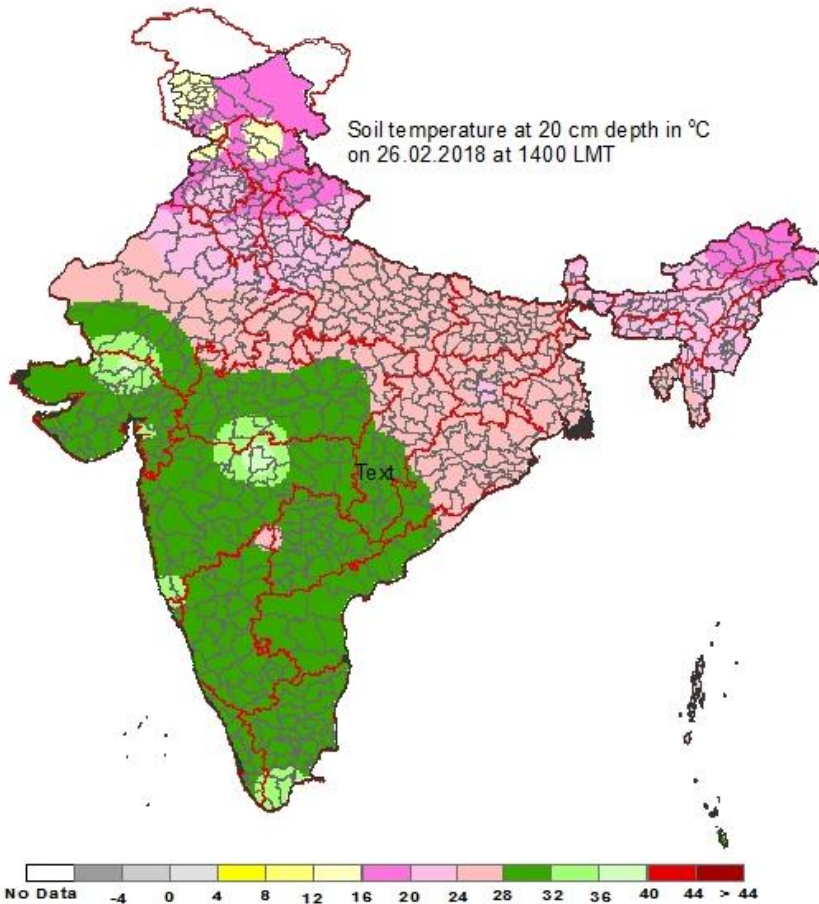 Soil temperature at 20 cm depth in ºC
on 26.02.2018 at 1400 LMT
Text
No Data -4 0 4 8 12 16 20 24 28 32 36 40 44 > 44